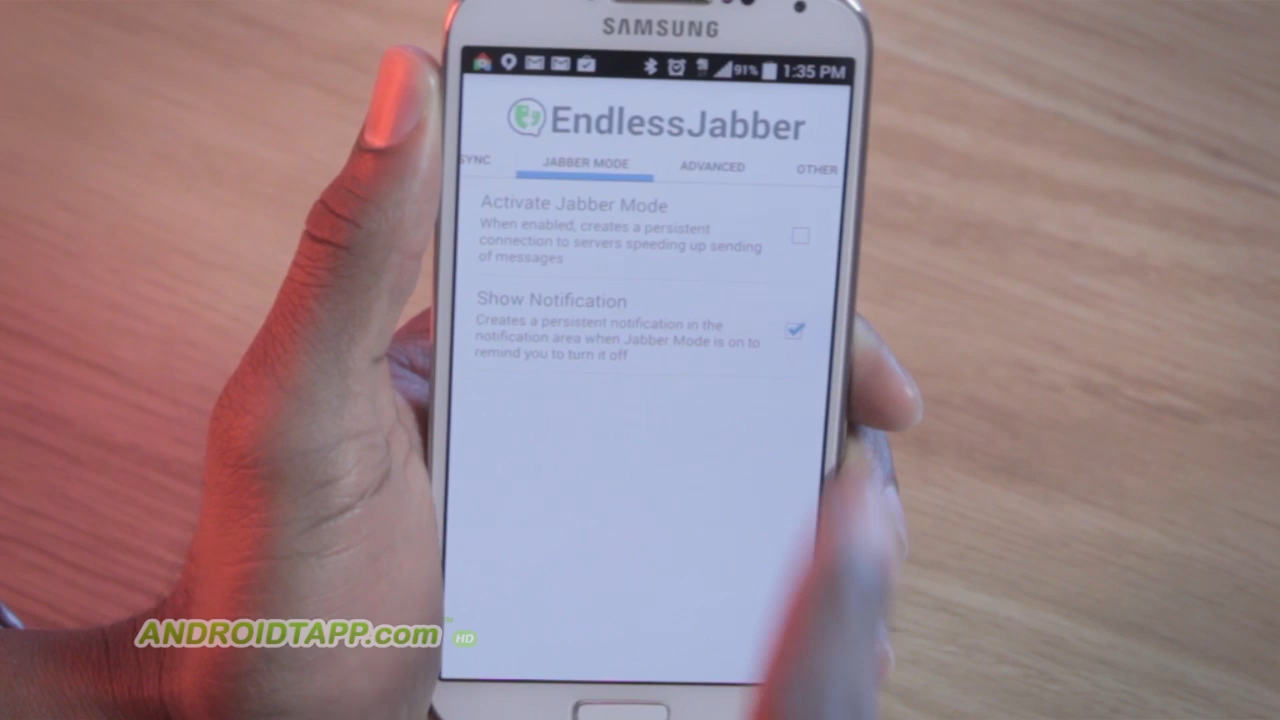 SAMSUNG
91% 1:35 PM
EndlessJabber
SYNC JABBER MODE ADVANCED OTHER
Activate Jabber Mode
When enabled, creates a persistent
connection to servers speeding up sending
of messages
Show Notification
Creates a persistent notification in the
notification area when Jabber Mode is on to
remind you to turn it off
ANDROIDTAPP.com HD